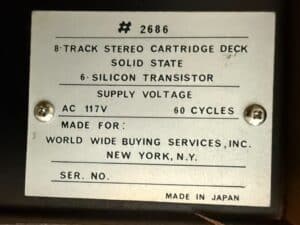 # 2686
8-TRACK STEREO CARTRIDGE DECK
SOLID STATE
6-SILICON TRANSISTOR
SUPPLY VOLTAGE
AC 117V 60 CYCLES
MADE FOR:
WORLD WIDE BUYING SERVICES, INC.
NEW YORK, N.Y.
SER. NO.
MADE IN JAPAN